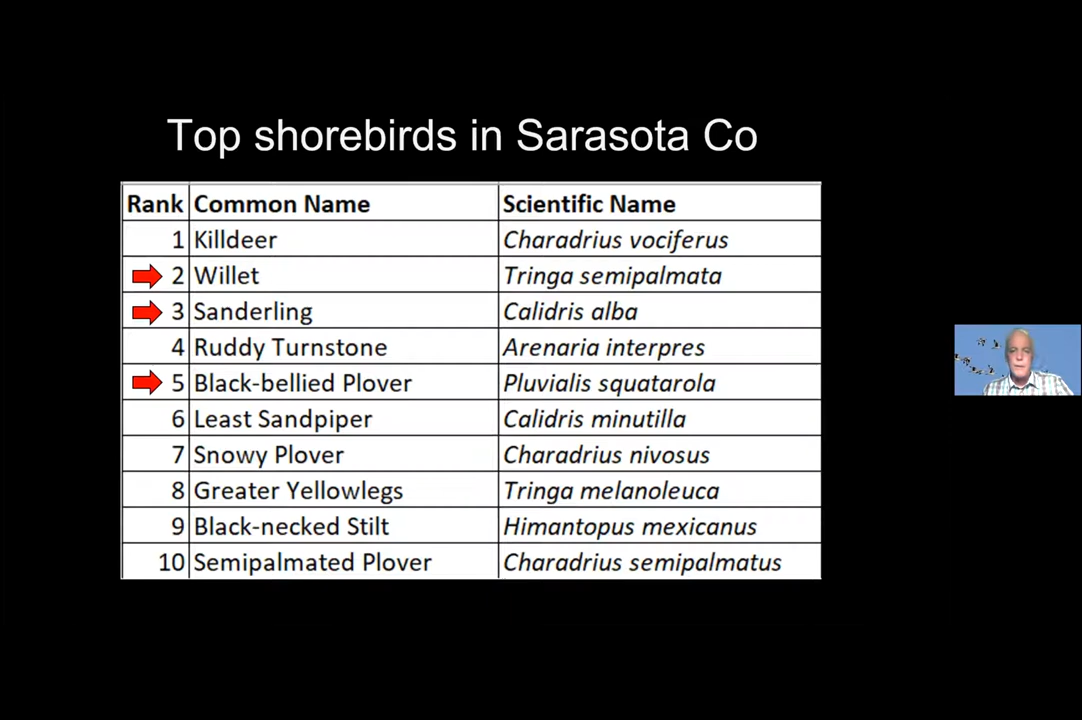 Top shorebirds in Sarasota Co
Rank Common Name Scientific Name
1 Killdeer Charadrius vociferus
2 Willet Tringa semipalmata
3 Sanderling Calidris alba
4 Ruddy Turnstone Arenaria interpres
5 Black-bellied Plover Pluvialis squatarola
6 Least Sandpiper Calidris minutilla
7 Snowy Plover Charadrius nivosus
8 Greater Yellowlegs Tringa melanoleuca
9 Black-necked Stilt Himantopus mexicanus
10 Semipalmated Plover Charadrius semipalmatus